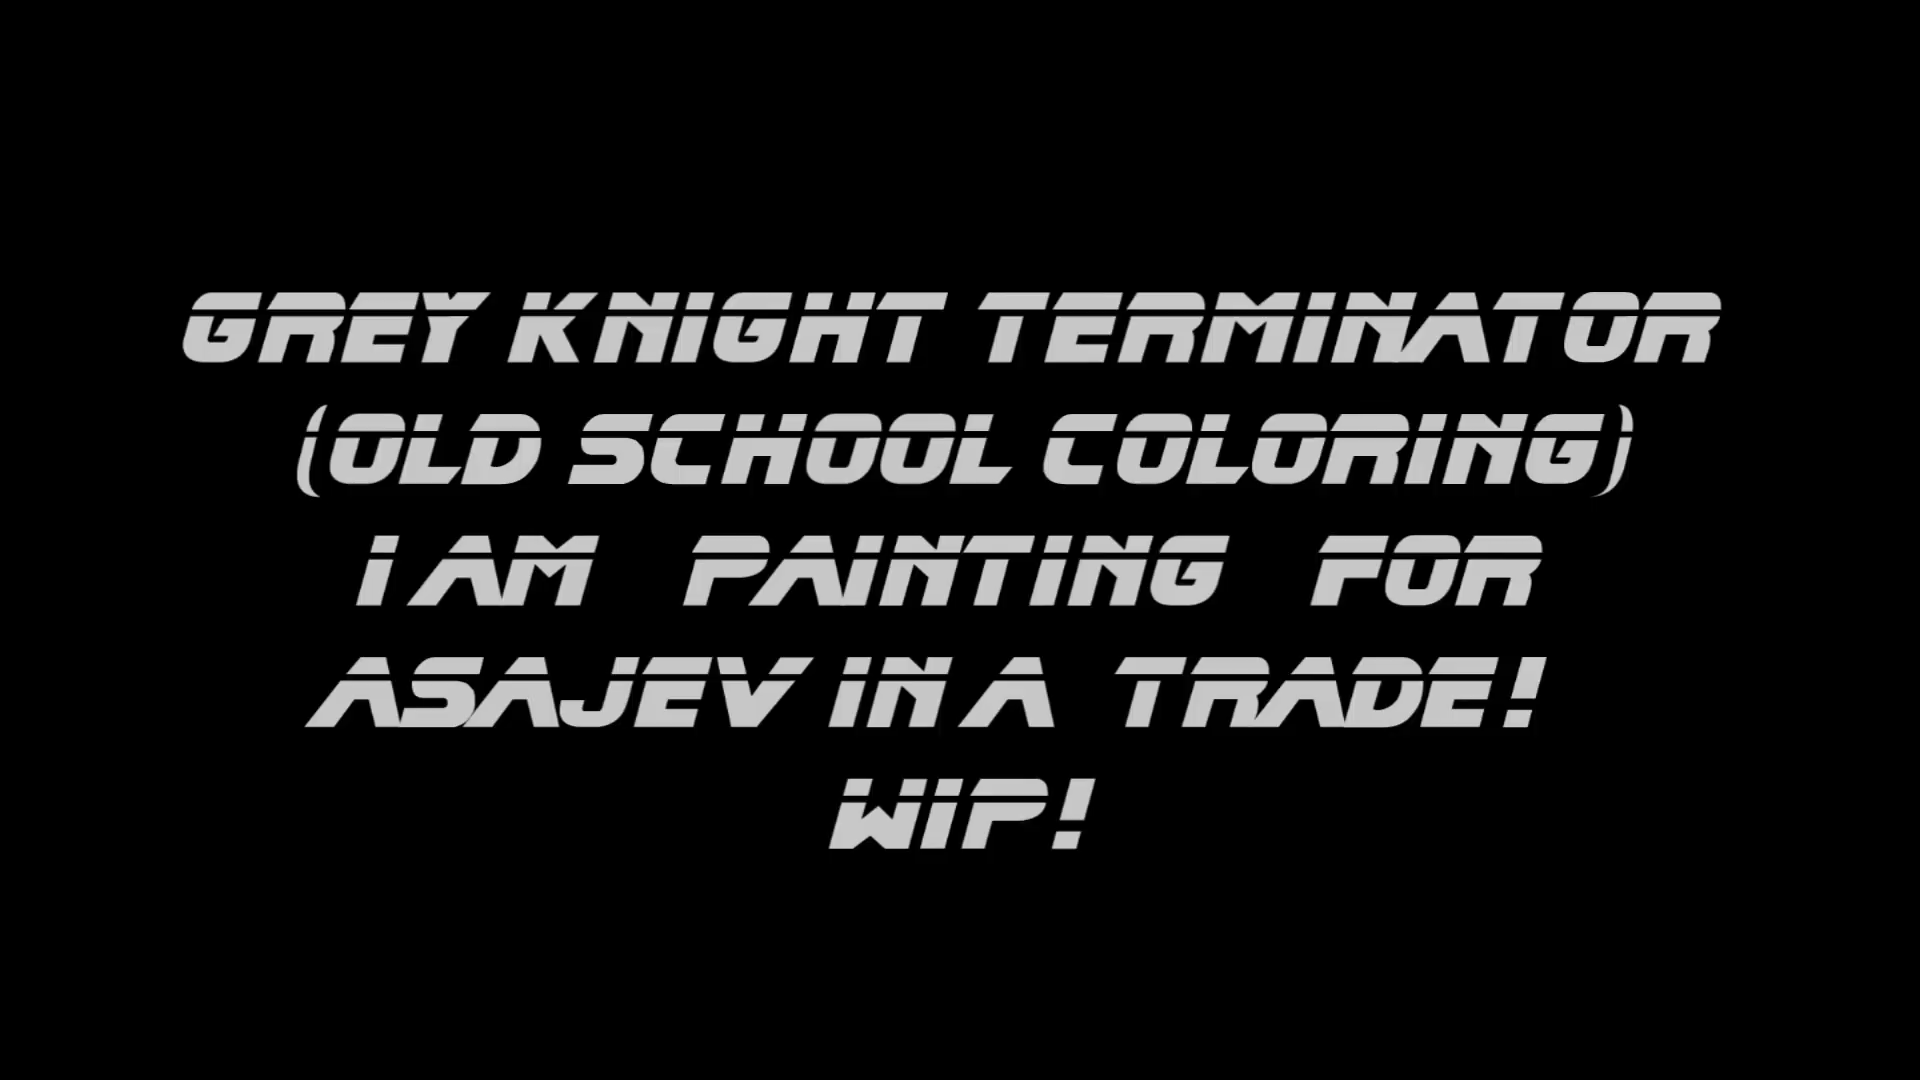 GREY KNIGHT TERMINATOR
(OLD SCHOOL COLORING)
I AM PAINTING FOR
ASAJEV IN A TRADE!
WIP!